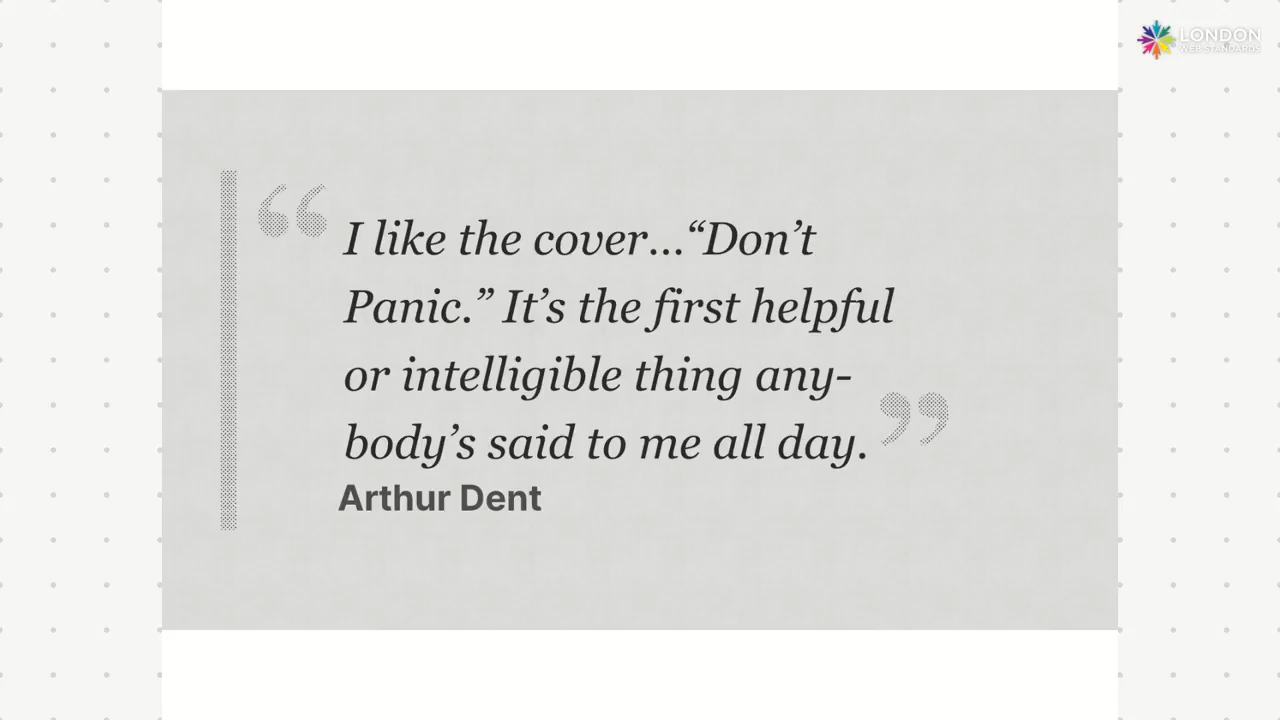 LONDON
WEB STANDARDS
“
I like the cover…“Don’t
Panic.” It’s the first helpful
or intelligible thing any-
body’s said to me all day.
”
Arthur Dent